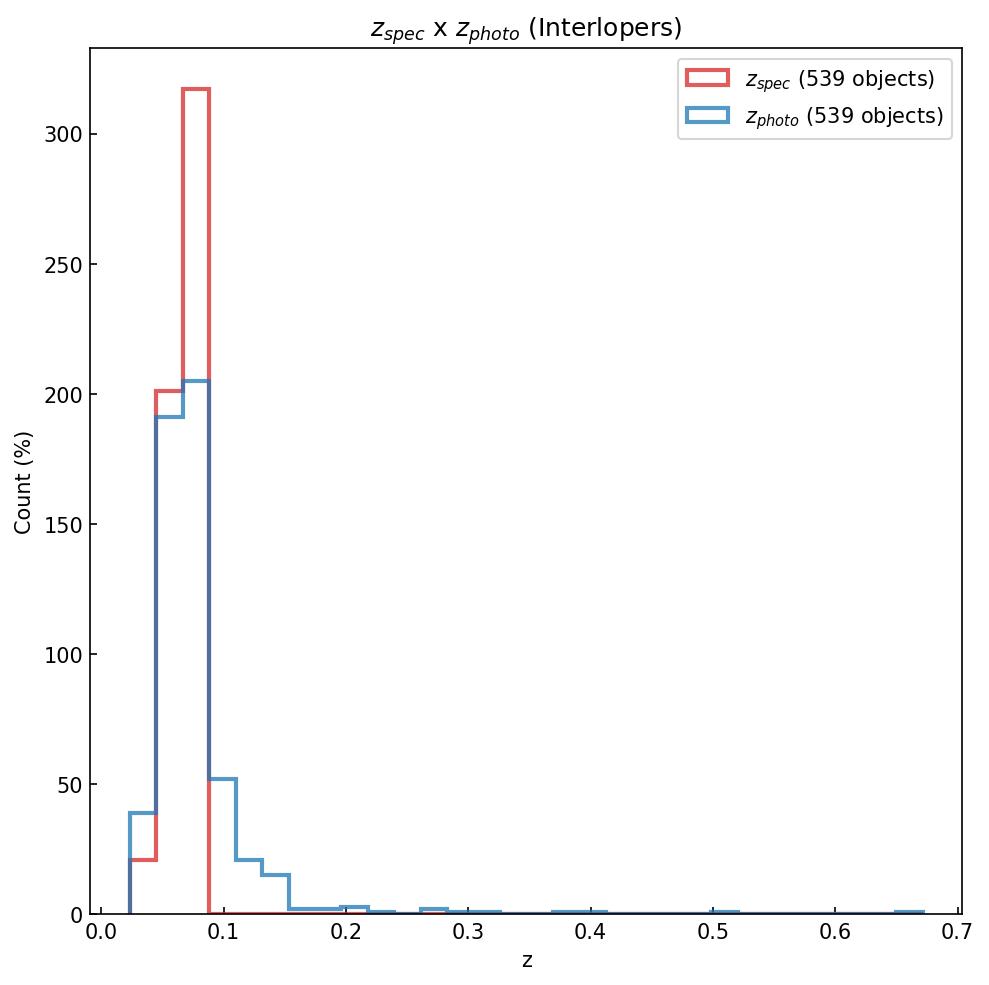 z_spec x z_photo (Interlopers)
z_spec (539 objects)
z_photo (539 objects)
Count (%)
300
250
200
150
100
50
0
0.0 0.1 0.2 0.3 0.4 0.5 0.6 0.7
z